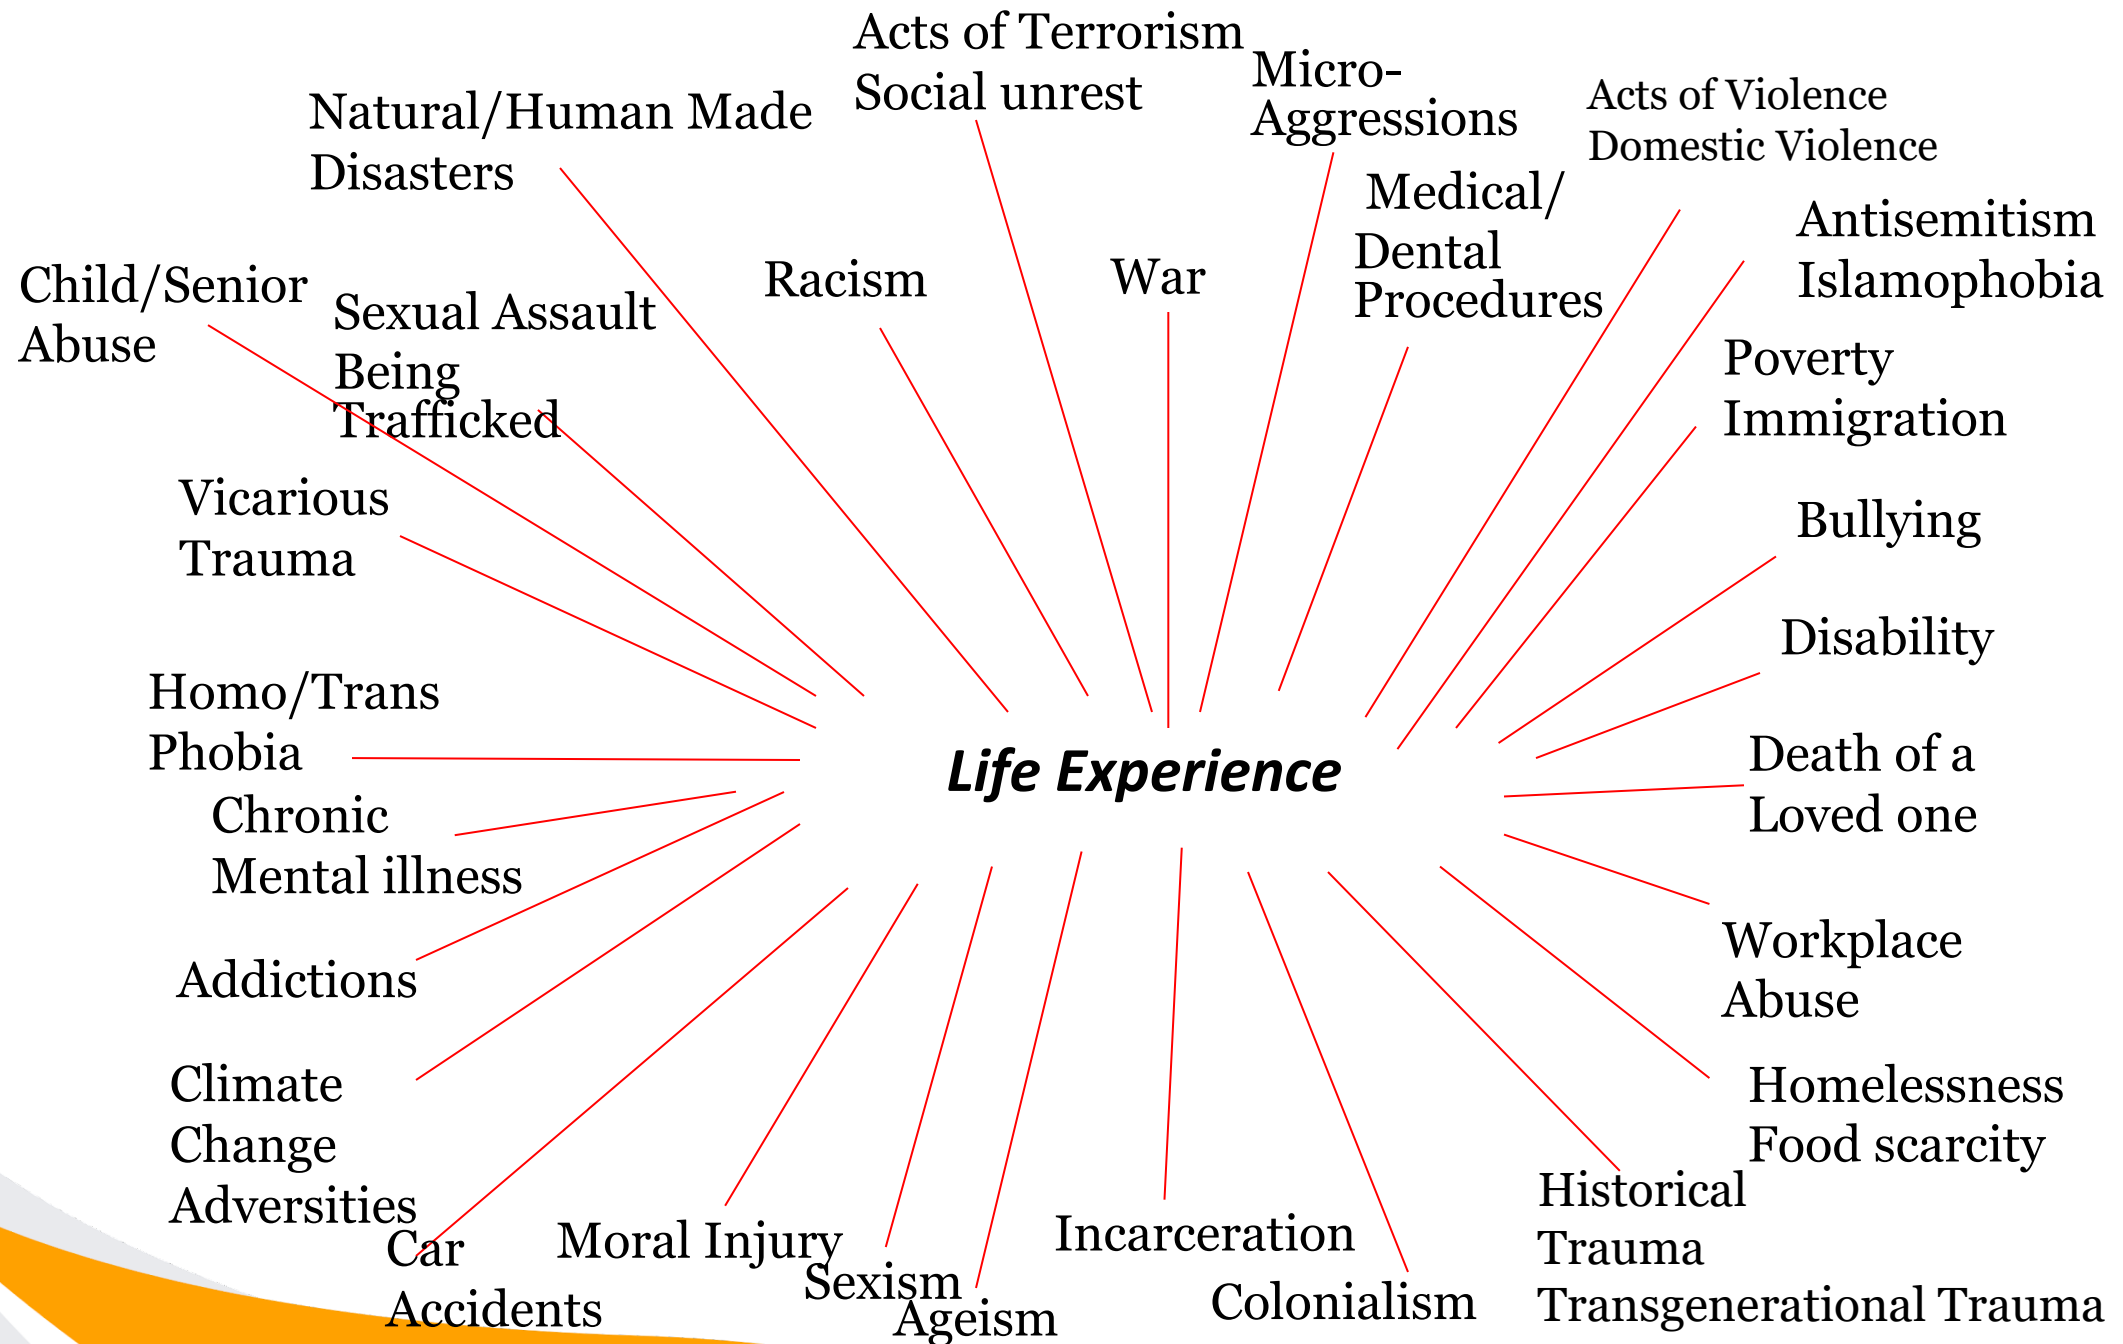 Acts of Terrorism
Social unrest
Micro-
Aggressions
Natural/Human Made
Disasters
Acts of Violence
Domestic Violence
Medical/
Dental
Procedures
Antisemitism
Islamophobia
Child/Senior
Abuse
Sexual Assault
Being
Trafficked
Racism
War
Poverty
Immigration
Vicarious
Trauma
Bullying
Disability
Homo/Trans
Phobia
Life Experience
Death of a
Loved one
Chronic
Mental illness
Addictions
Workplace
Abuse
Climate
Change
Adversities
Homelessness
Food scarcity
Car
Accidents
Moral Injury
Sexism
Ageism
Incarceration
Colonialism
Historical
Trauma
Transgenerational Trauma